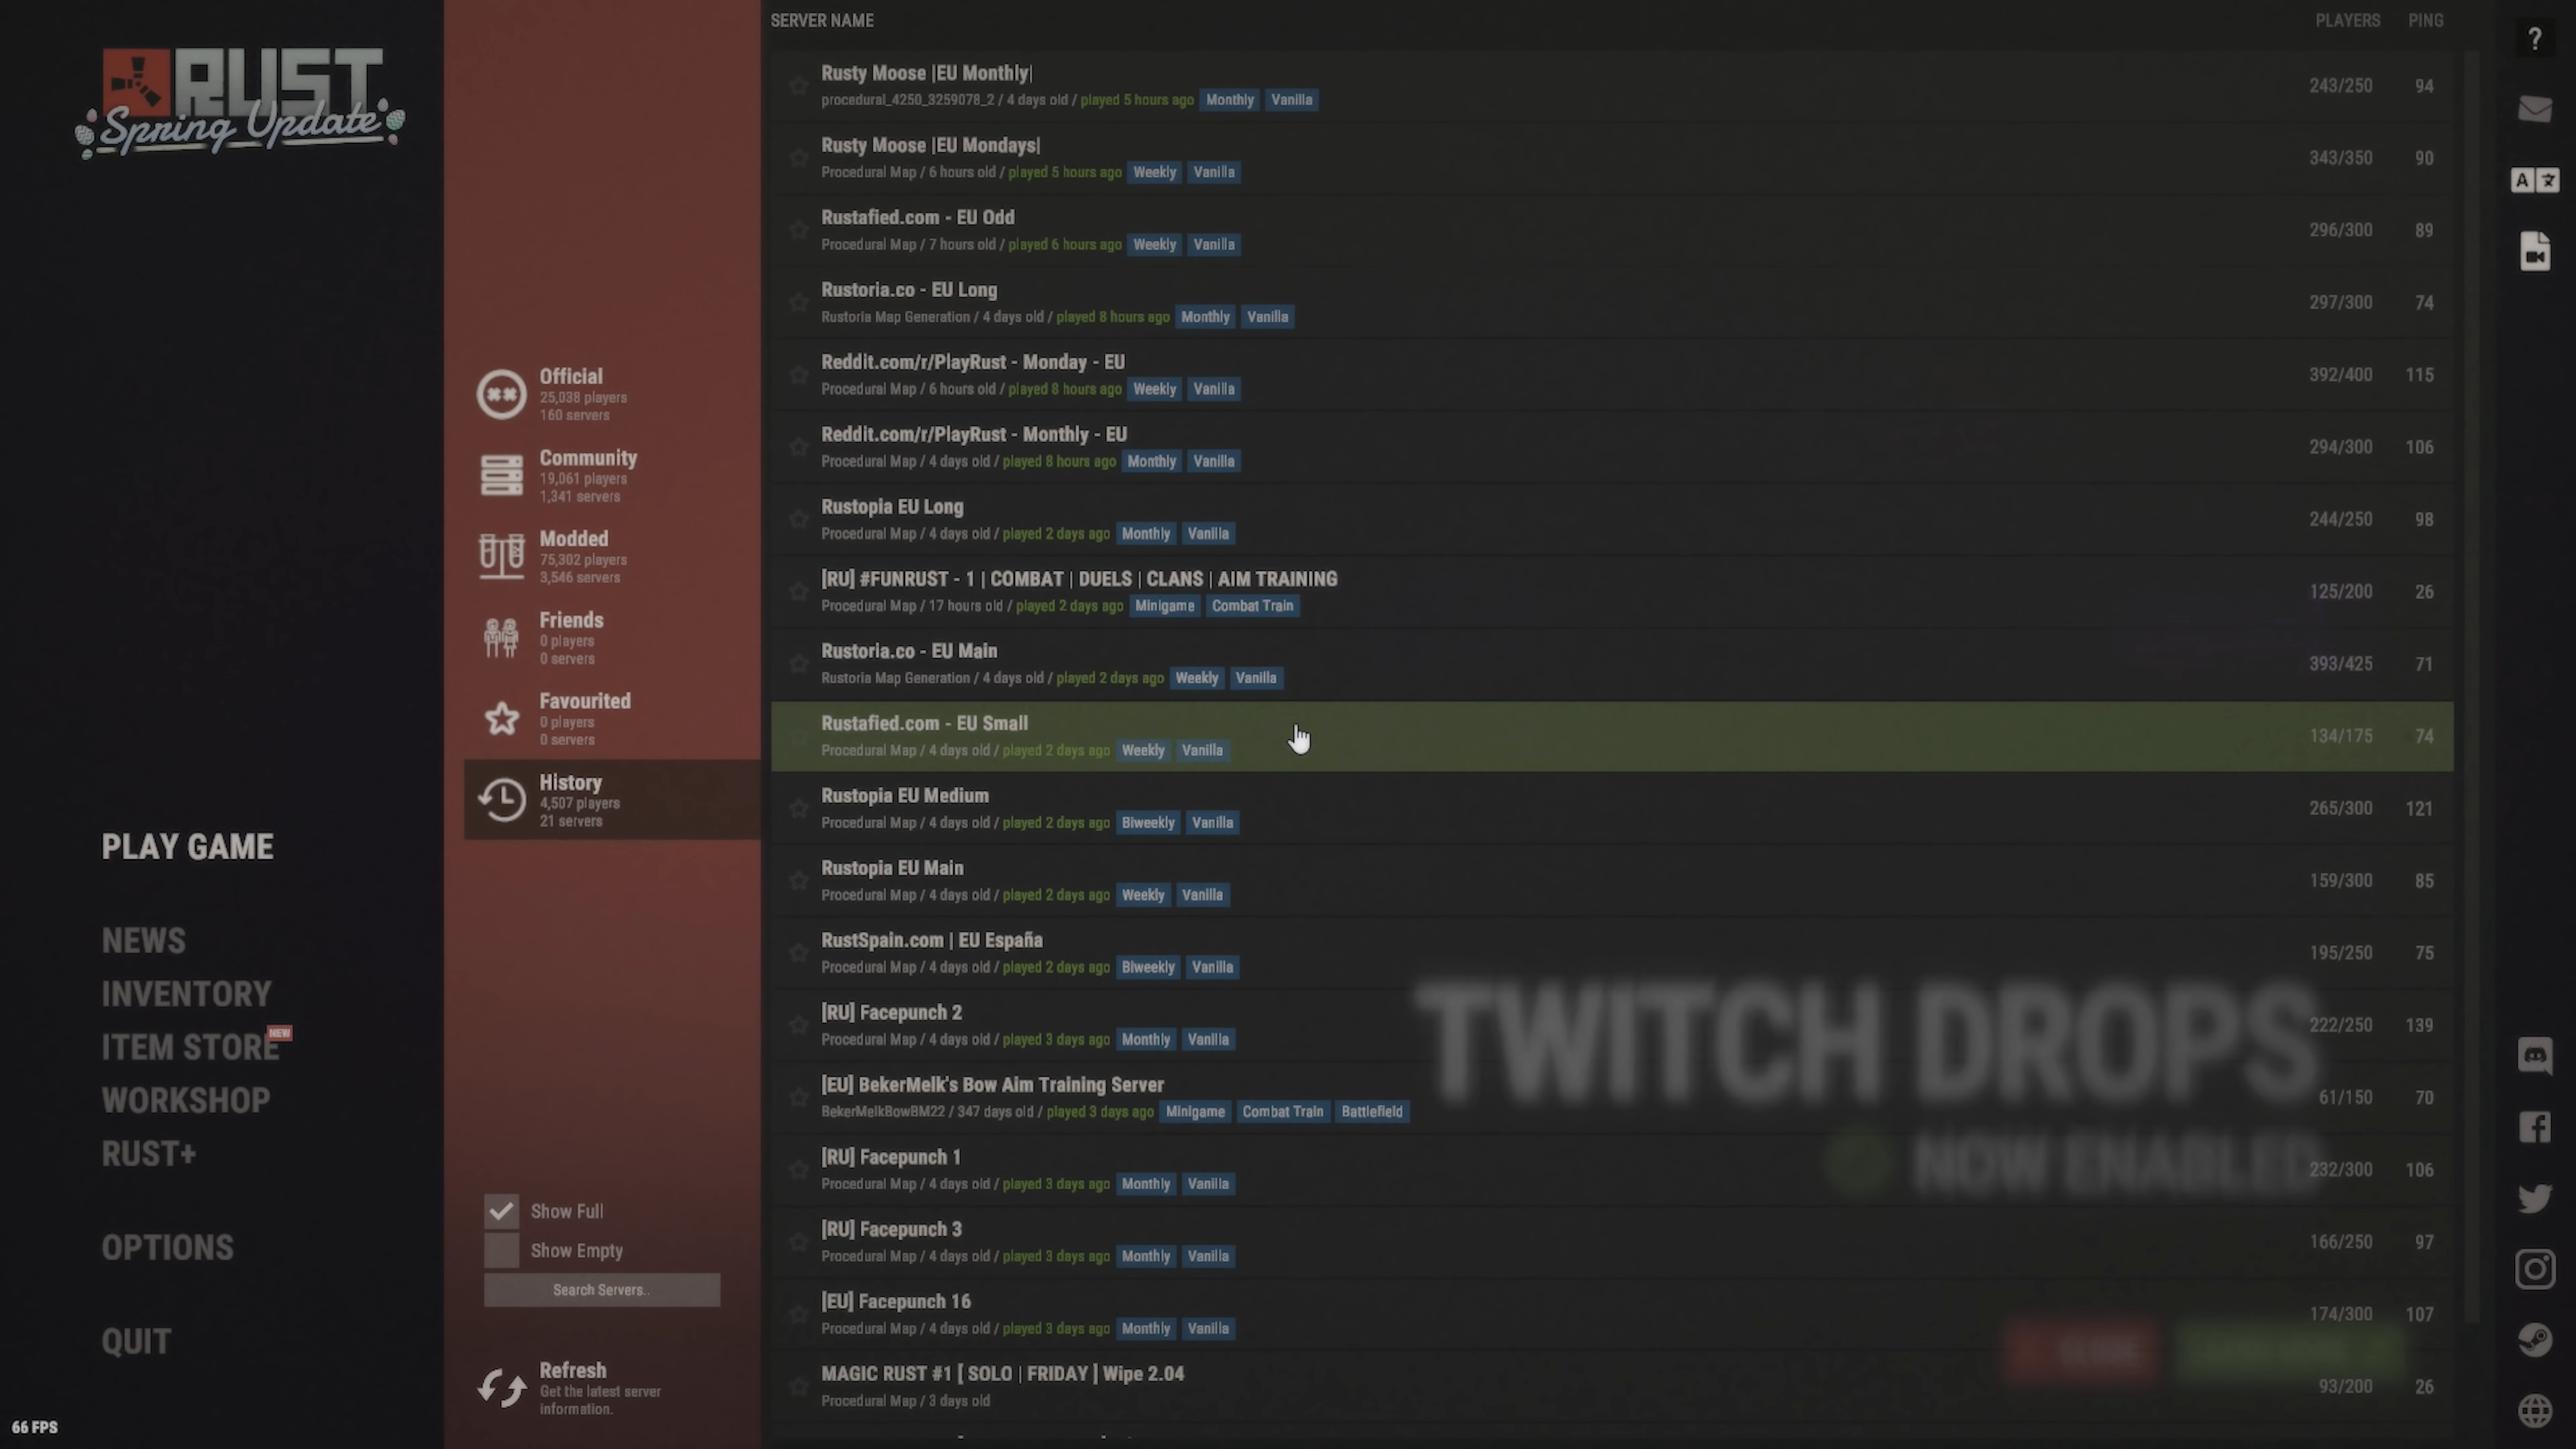 RUST
Spring Update
PLAY GAME
NEWS
INVENTORY
ITEM STORE
NEW
WORKSHOP
RUST+
OPTIONS
QUIT
66 FPS
Official
25,038 players
160 servers
Community
19,061 players
1,341 servers
Modded
75,302 players
3,546 servers
Friends
0 players
0 servers
Favourited
0 players
0 servers
History
4,507 players
21 servers
Show Full
Show Empty
Search Servers..
Refresh
Get the latest server
information.
SERVER NAME PLAYERS PING
Rusty Moose |EU Monthly|
procedural_4250_3259078_2 / 4 days old / played 5 hours ago Monthly Vanilla
243/250 94
Rusty Moose |EU Mondays|
Procedural Map / 6 hours old / played 5 hours ago Weekly Vanilla
343/350 90
Rustafied.com - EU Odd
Procedural Map / 7 hours old / played 6 hours ago Weekly Vanilla
296/300 89
Rustoria.co - EU Long
Rustoria Map Generation / 4 days old / played 8 hours ago Monthly Vanilla
297/300 74
Reddit.com/r/PlayRust - Monday - EU
Procedural Map / 6 hours old / played 8 hours ago Weekly Vanilla
392/400 115
Reddit.com/r/PlayRust - Monthly - EU
Procedural Map / 4 days old / played 8 hours ago Monthly Vanilla
294/300 106
Rustopia EU Long
Procedural Map / 4 days old / played 2 days ago Monthly Vanilla
244/250 98
[RU] #FUNRUST - 1 | COMBAT | DUELS | CLANS | AIM TRAINING
Procedural Map / 17 hours old / played 2 days ago Minigame Combat Train
125/200 26
Rustoria.co - EU Main
Rustoria Map Generation / 4 days old / played 2 days ago Weekly Vanilla
393/425 71
Rustafied.com - EU Small
Procedural Map / 4 days old / played 2 days ago Weekly Vanilla
134/175 74
Rustopia EU Medium
Procedural Map / 4 days old / played 2 days ago Biweekly Vanilla
265/300 121
Rustopia EU Main
Procedural Map / 4 days old / played 2 days ago Weekly Vanilla
159/300 85
RustSpain.com | EU España
Procedural Map / 4 days old / played 2 days ago Biweekly Vanilla
195/250 75
[RU] Facepunch 2
Procedural Map / 4 days old / played 3 days ago Monthly Vanilla
222/250 139
[EU] BekerMelk's Bow Aim Training Server
BekerMelkBowBM22 / 347 days old / played 3 days ago Minigame Combat Train Battlefield
61/150 70
[RU] Facepunch 1
Procedural Map / 4 days old / played 3 days ago Monthly Vanilla
232/300 106
[RU] Facepunch 3
Procedural Map / 4 days old / played 3 days ago Monthly Vanilla
166/250 97
[EU] Facepunch 16
Procedural Map / 4 days old / played 3 days ago Monthly Vanilla
174/300 107
MAGIC RUST #1 [ SOLO | FRIDAY ] Wipe 2.04
Procedural Map / 3 days old
93/200 26
TWITCH DROPS
NOW ENABLED
CLOSE
?
A